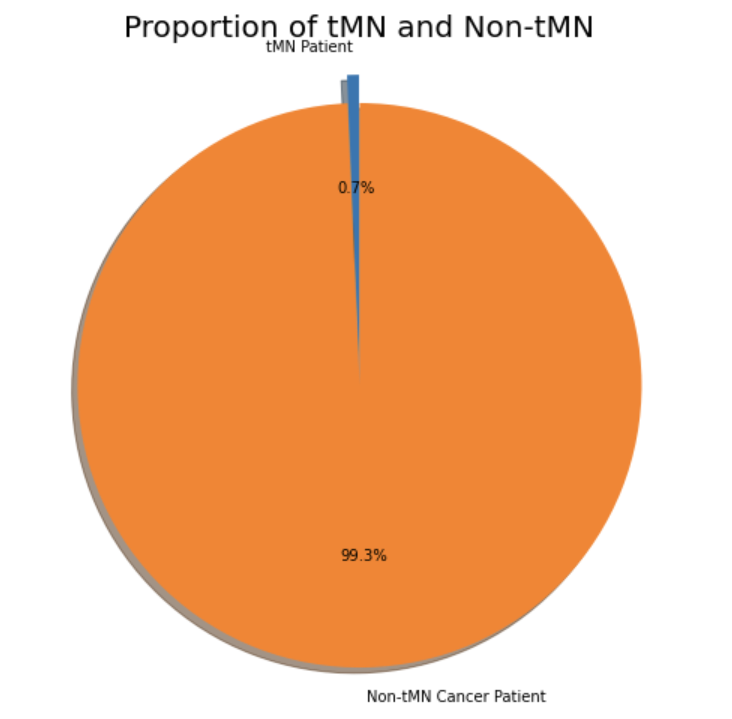 Proportion of tMN and Non-tMN
tMN Patient
0.7%
99.3%
Non-tMN Cancer Patient